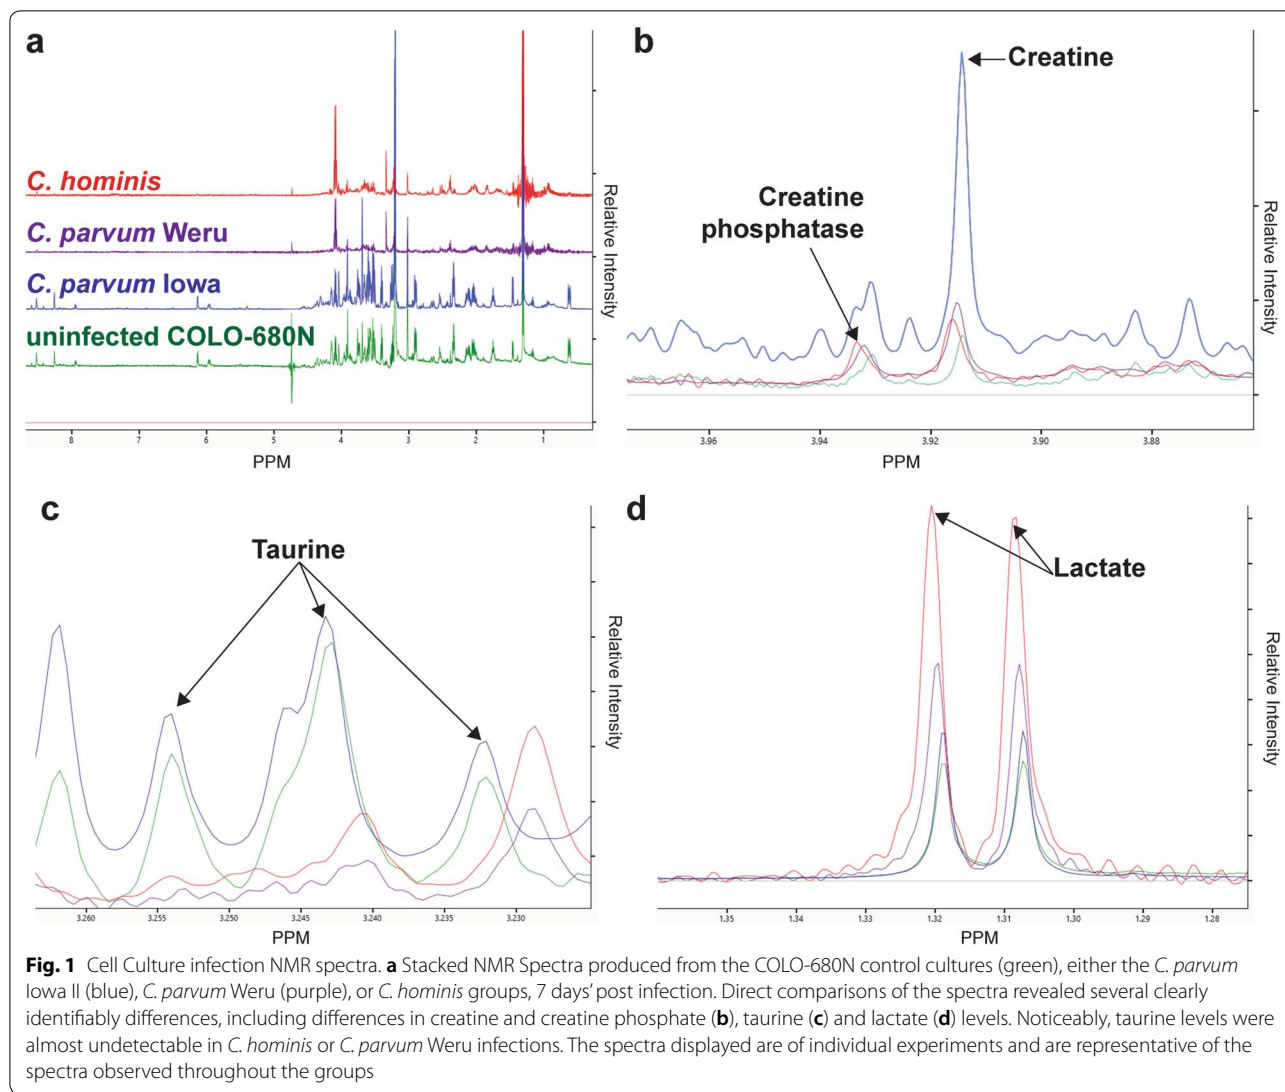 a
C. hominis
C. parvum Weru
C. parvum Iowa
uninfected COLO-680N
Relative Intensity
8 7 6 5 4 3 2 1
PPM
b
Creatine
Creatine
phosphatase
Relative Intensity
3.96 3.94 3.92 3.90 3.88
PPM
c
Taurine
Relative Intensity
3.260 3.255 3.250 3.245 3.240 3.235 3.230
PPM
d
Lactate
Relative Intensity
1.35 1.34 1.33 1.32 1.31 1.30 1.29 1.28
PPM
Fig. 1 Cell Culture infection NMR spectra. a Stacked NMR Spectra produced from the COLO-680N control cultures (green), either the C. parvum
Iowa II (blue), C. parvum Weru (purple), or C. hominis groups, 7 days’ post infection. Direct comparisons of the spectra revealed several clearly
identifiably differences, including differences in creatine and creatine phosphate (b), taurine (c) and lactate (d) levels. Noticeably, taurine levels were
almost undetectable in C. hominis or C. parvum Weru infections. The spectra displayed are of individual experiments and are representative of the
spectra observed throughout the groups